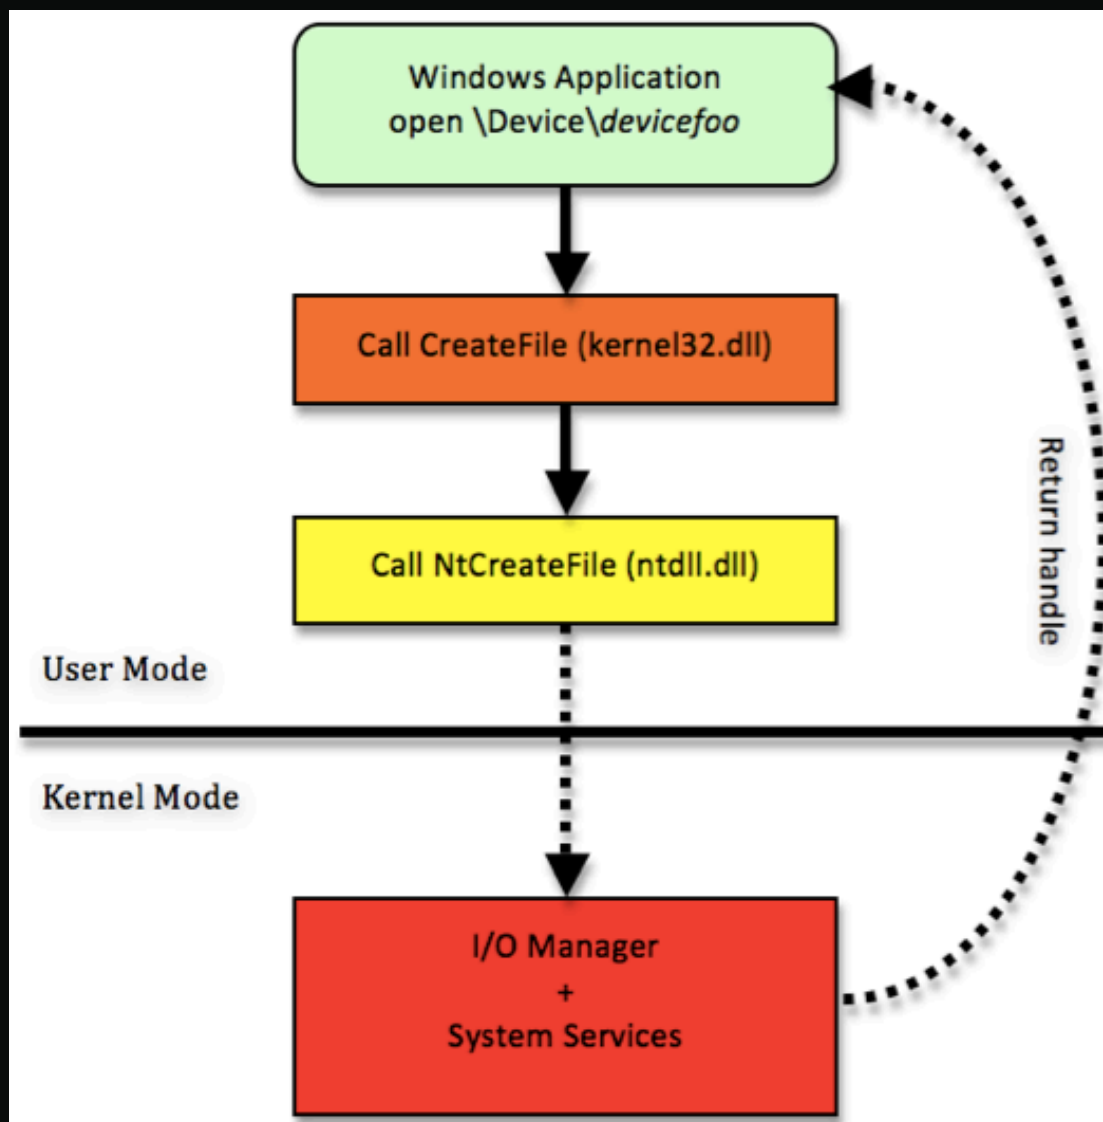 Windows Application
open \Device\devicefoo
Call CreateFile (kernel32.dll)
Call NtCreateFile (ntdll.dll)
Return handle
User Mode
Kernel Mode
I/O Manager
+
System Services